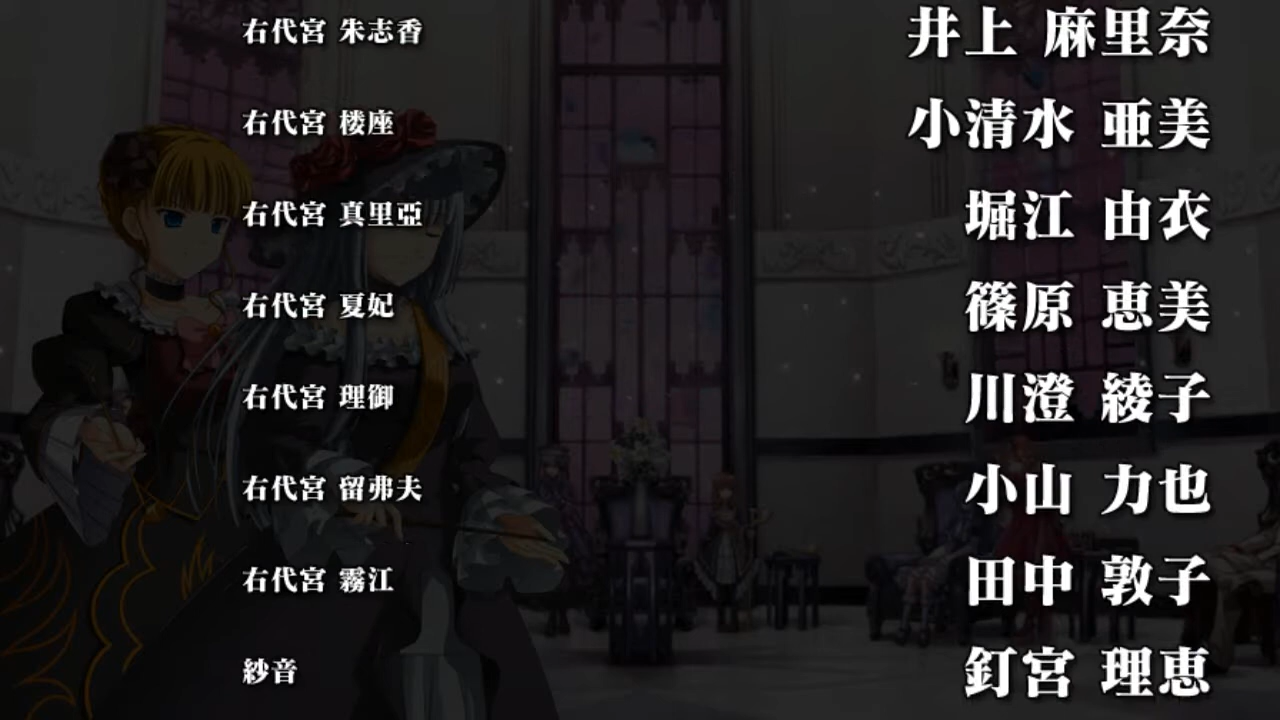 右代宮 朱志香 井上 麻里奈
右代宮 楼座 小清水 亜美
右代宮 真里亞 堀江 由衣
右代宮 夏妃 篠原 恵美
右代宮 理御 川澄 綾子
右代宮 留弗夫 小山 力也
右代宮 霧江 田中 敦子
紗音 釘宮 理恵